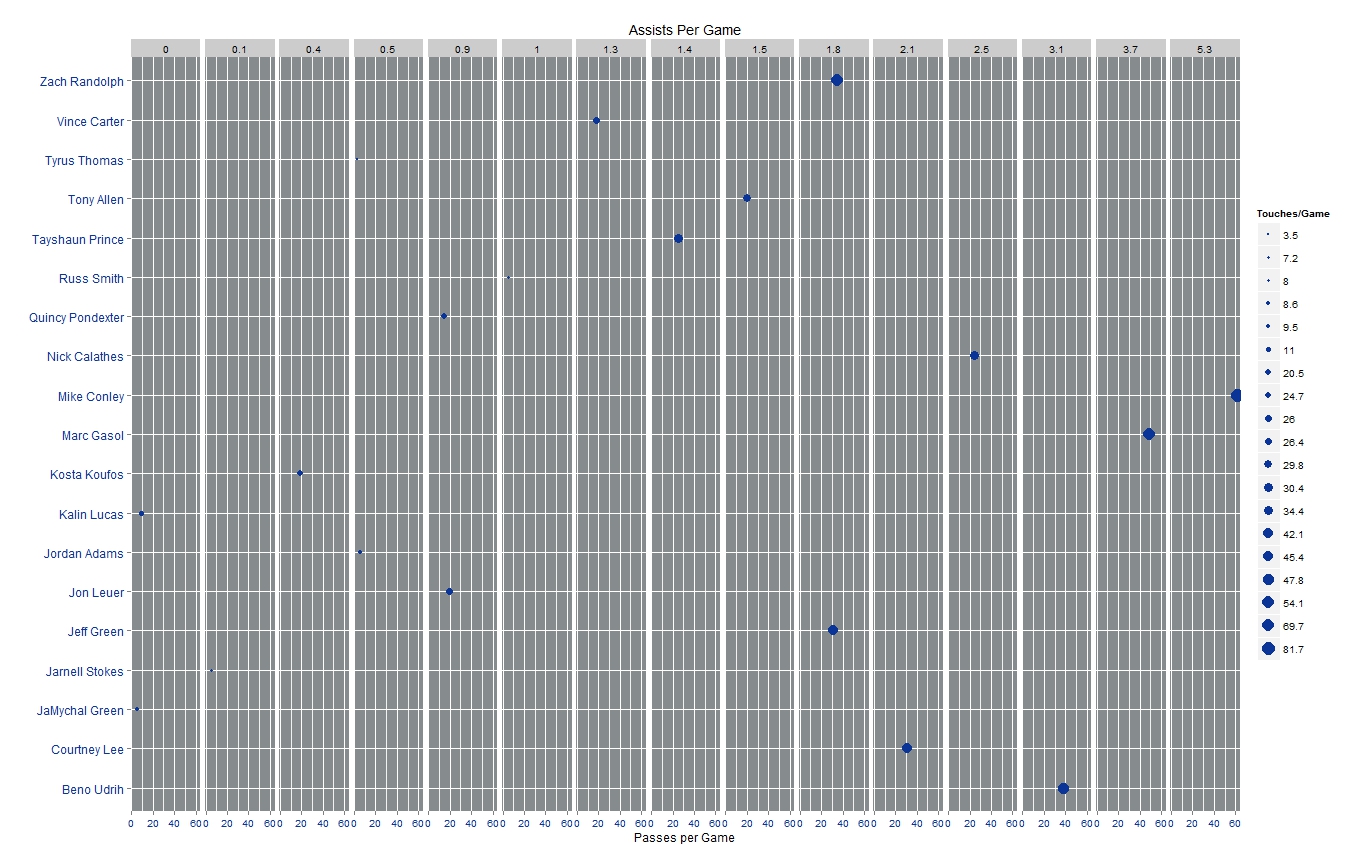 Assists Per Game
0 0.1 0.4 0.5 0.9 1 1.3 1.4 1.5 1.8 2.1 2.5 3.1 3.7 5.3
Zach Randolph
Vince Carter
Tyrus Thomas
Tony Allen
Tayshaun Prince
Russ Smith
Quincy Pondexter
Nick Calathes
Mike Conley
Marc Gasol
Kosta Koufos
Kalin Lucas
Jordan Adams
Jon Leuer
Jeff Green
Jarnell Stokes
JaMychal Green
Courtney Lee
Beno Udrih
0 20 40 60 0 20 40 60 0 20 40 60 0 20 40 60 0 20 40 60 0 20 40 60 0 20 40 60 0 20 40 60 0 20 40 60 0 20 40 60 0 20 40 60 0 20 40 60 0 20 40 60 0 20 40 60 0 20 40 60
Passes per Game
Touches/Game
3.5
7.2
8
8.6
9.5
11
20.5
24.7
26
26.4
29.8
30.4
34.4
42.1
45.4
47.8
54.1
69.7
81.7